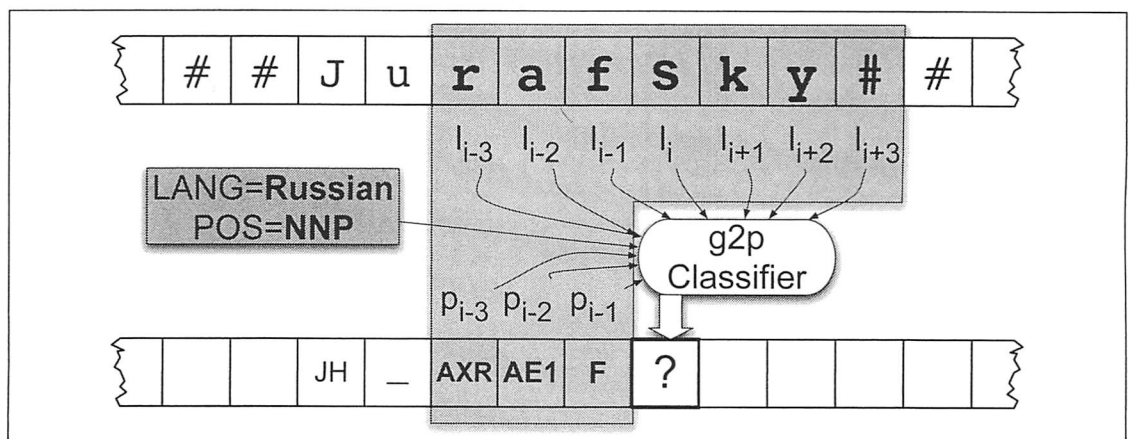 # # J u r a f s k y # #
l_{i-3} l_{i-2} l_{i-1} l_i l_{i+1} l_{i+2} l_{i+3}
LANG=Russian
POS=NNP
g2p
Classifier
p_{i-3} p_{i-2} p_{i-1}
JH _ AXR AE1 F ?